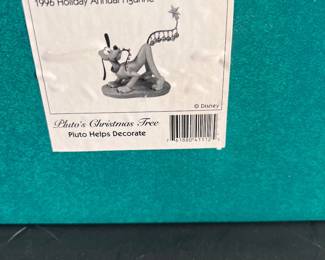 1996 Holiday Annual Figurine
© Disney
Pluto's Christmas Tree
Pluto Helps Decorate